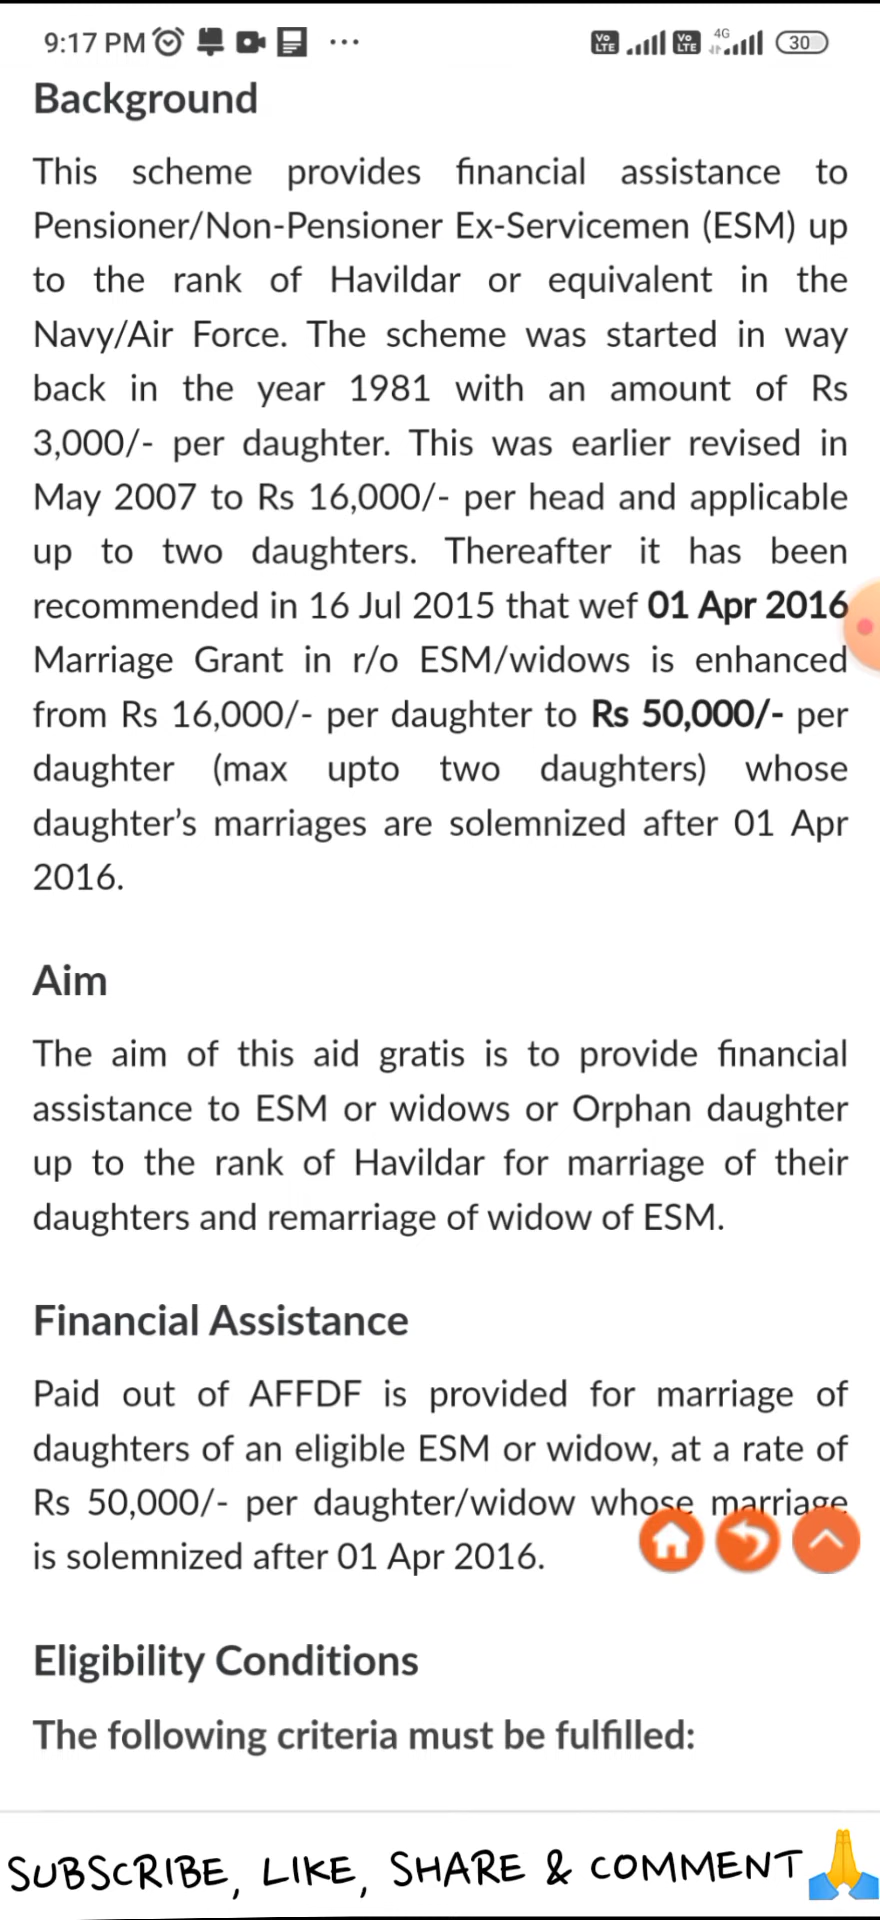 9:17 PM ... Vo LTE Vo LTE 4G 30
Background
This scheme provides financial assistance to
Pensioner/Non-Pensioner Ex-Servicemen (ESM) up
to the rank of Havildar or equivalent in the
Navy/Air Force. The scheme was started in way
back in the year 1981 with an amount of Rs
3,000/- per daughter. This was earlier revised in
May 2007 to Rs 16,000/- per head and applicable
up to two daughters. Thereafter it has been
recommended in 16 Jul 2015 that wef 01 Apr 2016
Marriage Grant in r/o ESM/widows is enhanced
from Rs 16,000/- per daughter to Rs 50,000/- per
daughter (max upto two daughters) whose
daughter's marriages are solemnized after 01 Apr
2016.
Aim
The aim of this aid gratis is to provide financial
assistance to ESM or widows or Orphan daughter
up to the rank of Havildar for marriage of their
daughters and remarriage of widow of ESM.
Financial Assistance
Paid out of AFFDF is provided for marriage of
daughters of an eligible ESM or widow, at a rate of
Rs 50,000/- per daughter/widow whose marriage
is solemnized after 01 Apr 2016.
Eligibility Conditions
The following criteria must be fulfilled:
SUBSCRIBE, LIKE, SHARE & COMMENT